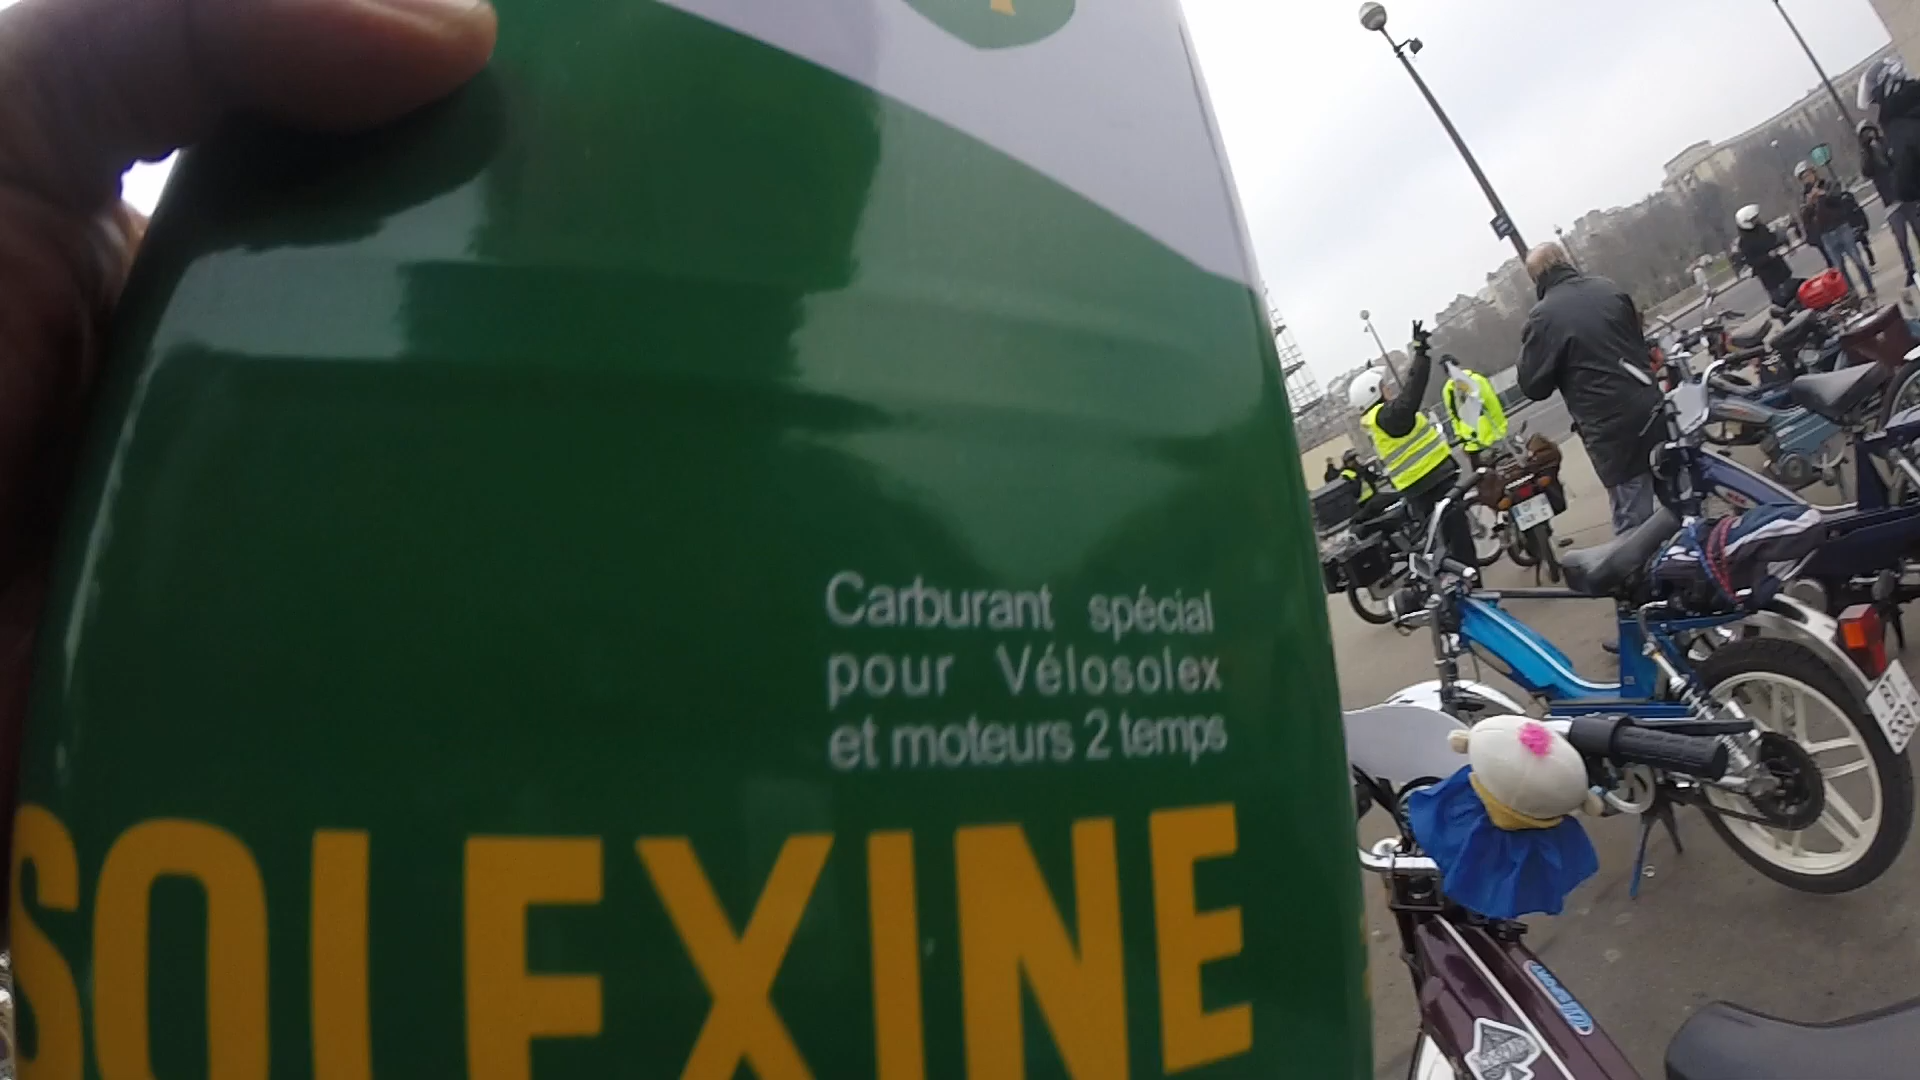 Carburant spécial
pour Vélosolex
et moteurs 2 temps
SOLEXINE